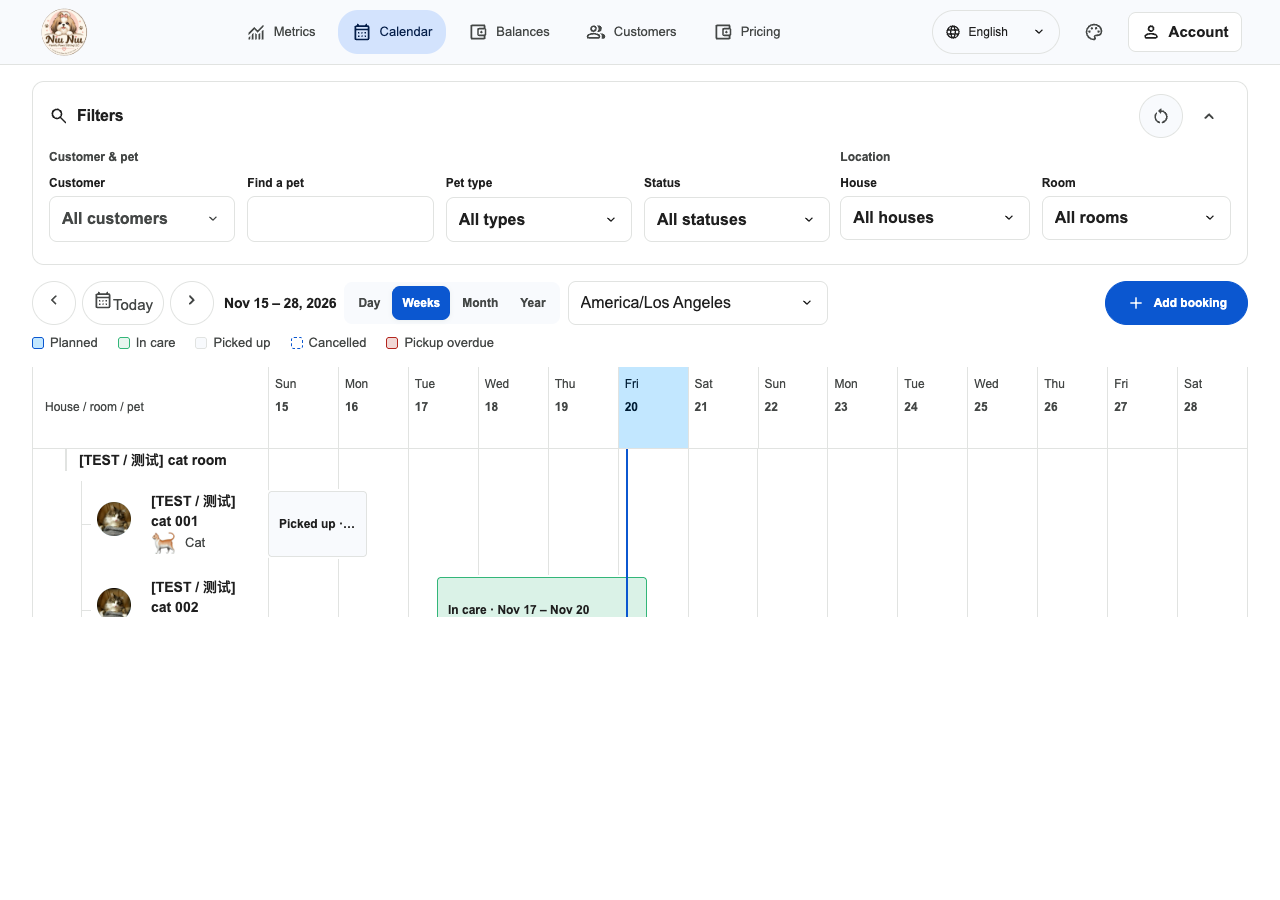 Niu Niu
Metrics
Calendar
Balances
Customers
Pricing
English
Account
Filters
Customer & pet
Location
Customer
Find a pet
Pet type
Status
House
Room
All customers
All types
All statuses
All houses
All rooms
Today
Nov 15 – 28, 2026
Day
Weeks
Month
Year
America/Los Angeles
Add booking
Planned
In care
Picked up
Cancelled
Pickup overdue
House / room / pet
Sun 15
Mon 16
Tue 17
Wed 18
Thu 19
Fri 20
Sat 21
Sun 22
Mon 23
Tue 24
Wed 25
Thu 26
Fri 27
Sat 28
[TEST / 测试] cat room
[TEST / 测试]
cat 001
Cat
Picked up ·...
[TEST / 测试]
cat 002
In care · Nov 17 – Nov 20